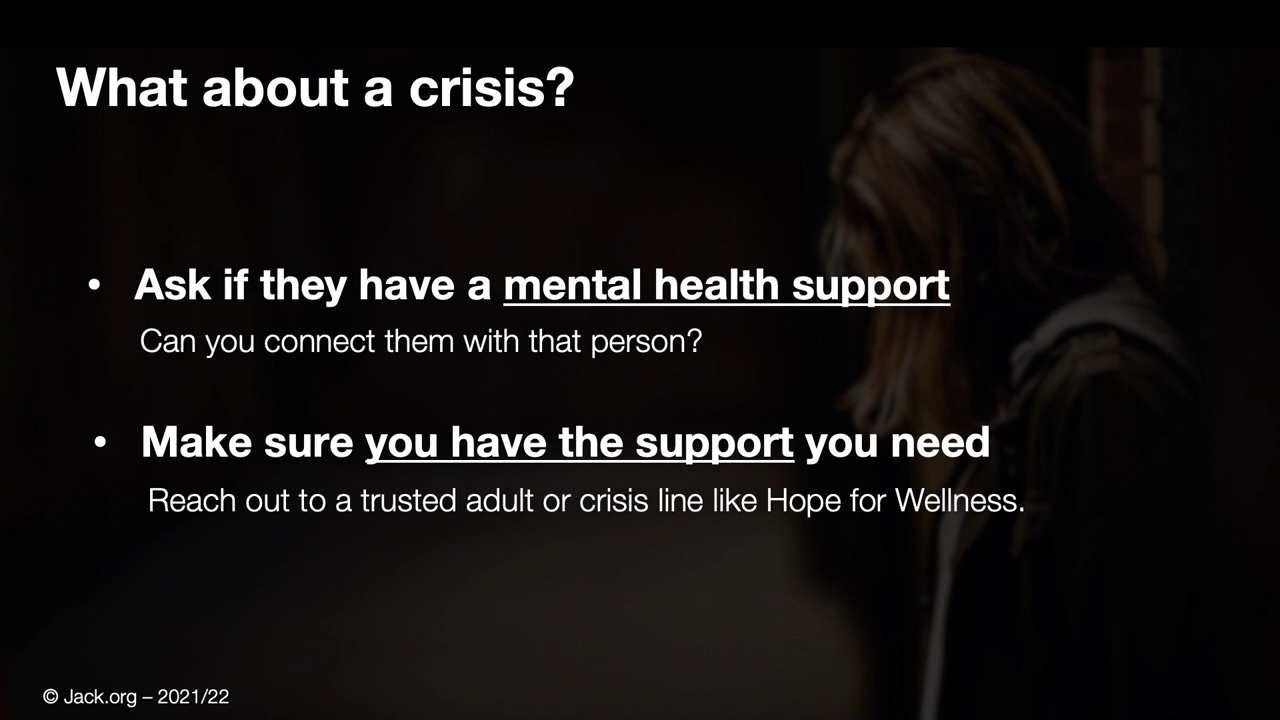 What about a crisis?
• Ask if they have a mental health support
Can you connect them with that person?
• Make sure you have the support you need
Reach out to a trusted adult or crisis line like Hope for Wellness.
© Jack.org – 2021/22